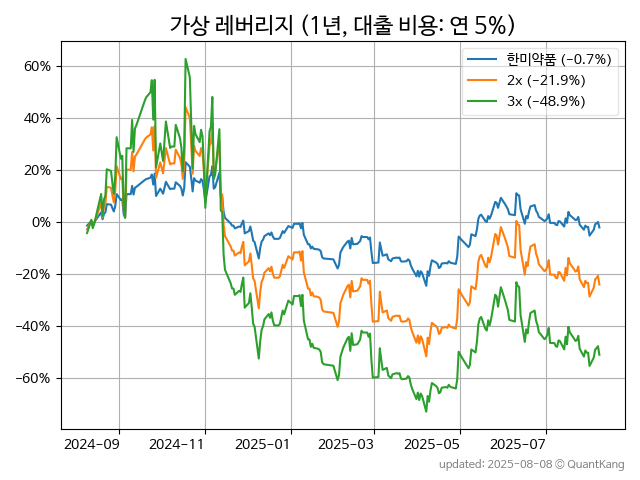 가상 레버리지 (1년, 대출 비용: 연 5%)
한미약품 (−0.7%)
2x (−21.9%)
3x (−48.9%)
60%
40%
20%
0%
−20%
−40%
−60%
2024-09
2024-11
2025-01
2025-03
2025-05
2025-07
updated: 2025-08-08 © QuantKang